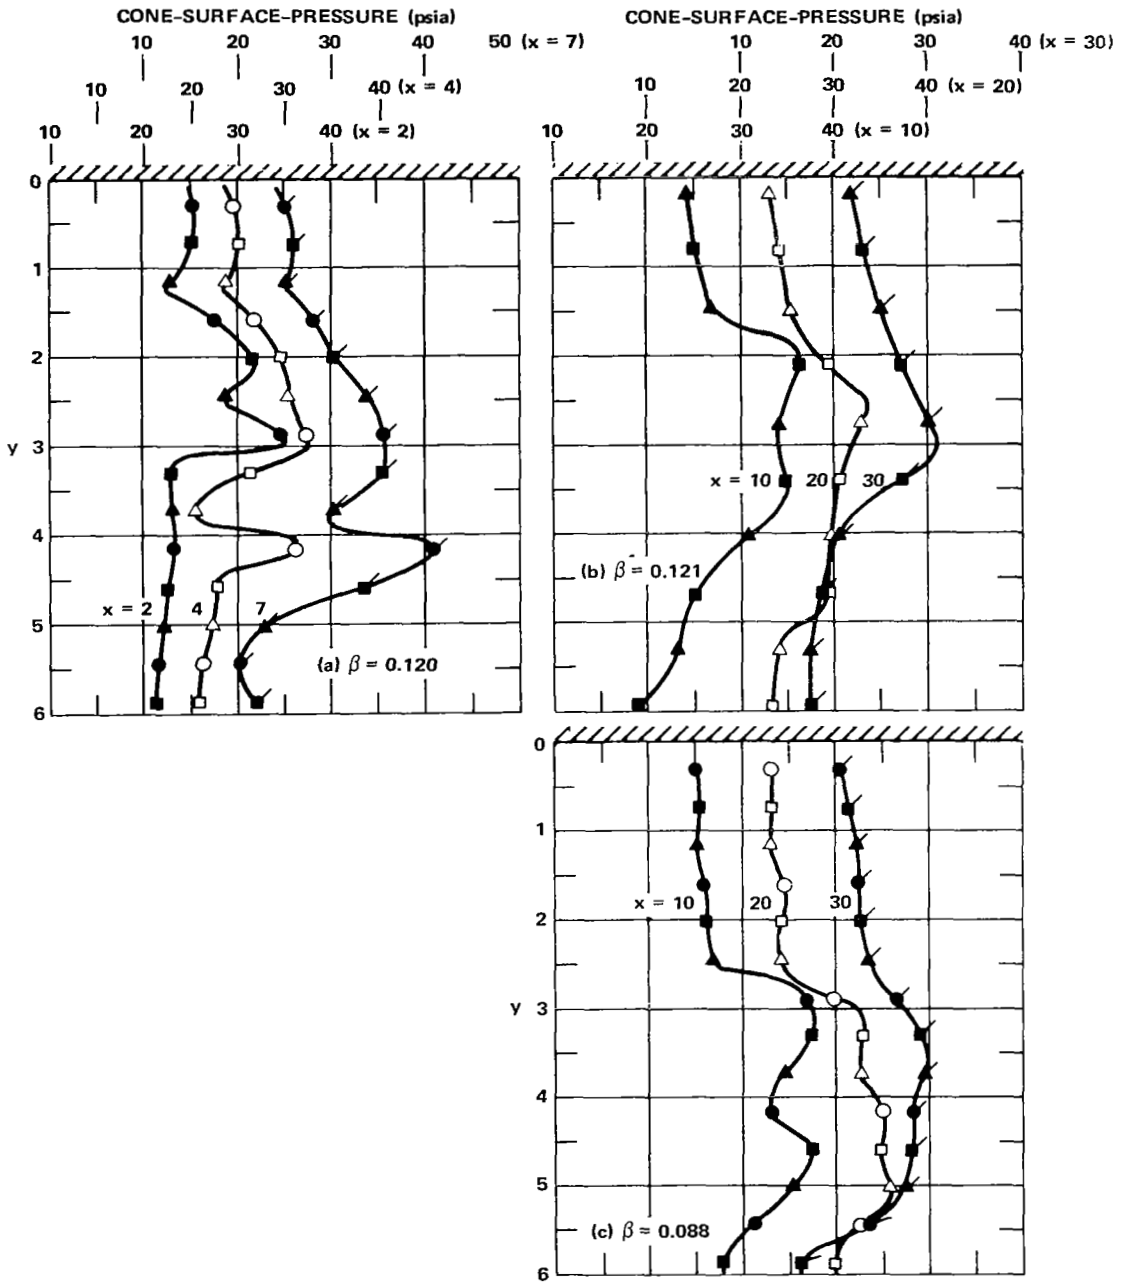 CONE-SURFACE-PRESSURE (psia)
10 20 30 40 50 (x = 7)
10 20 30 40 (x = 4)
10 20 30 40 (x = 2)
CONE-SURFACE-PRESSURE (psia)
10 20 30 40 (x = 30)
10 20 30 40 (x = 20)
10 20 30 40 (x = 10)
0
1
2
y 3
4
x = 2 4 7
5
(a) β = 0.120
6
x = 10 20 30
(b) β = 0.121
0
1
x = 10 20 30
2
y 3
4
5
(c) β = 0.088
6